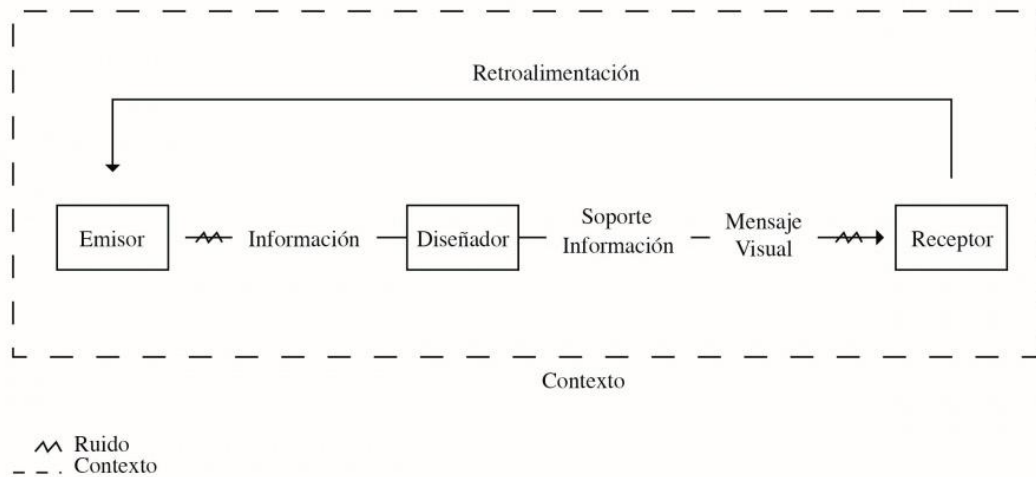 Retroalimentación
Emisor
Información
Diseñador
Soporte
Información
Mensaje
Visual
Receptor
Contexto
Ruido
Contexto